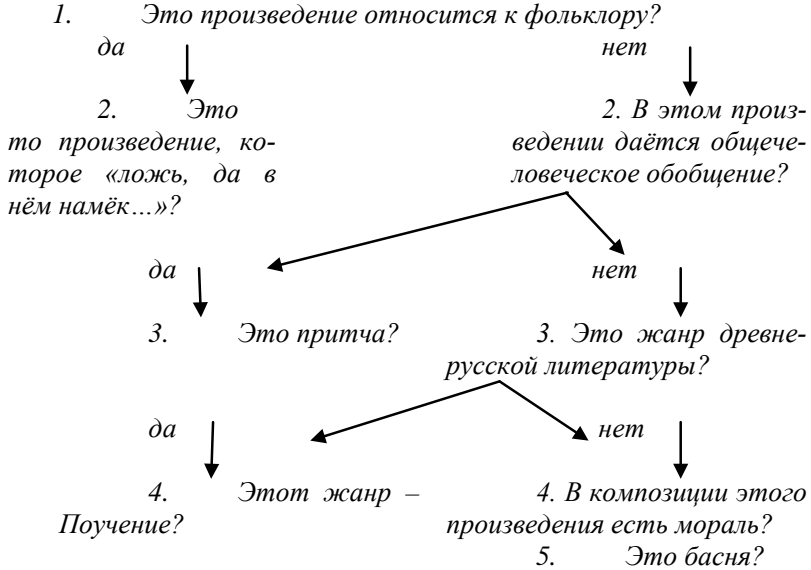 1. Это произведение относится к фольклору?
да нет
2. Это
то произведение, ко-
торое «ложь, да в
нём намёк…»?
2. В этом произ-
ведении даётся общече-
ловеческое обобщение?
да нет
3. Это притча?
3. Это жанр древне-
русской литературы?
да нет
4. Этот жанр –
Поучение?
4. В композиции этого
произведения есть мораль?
5. Это басня?